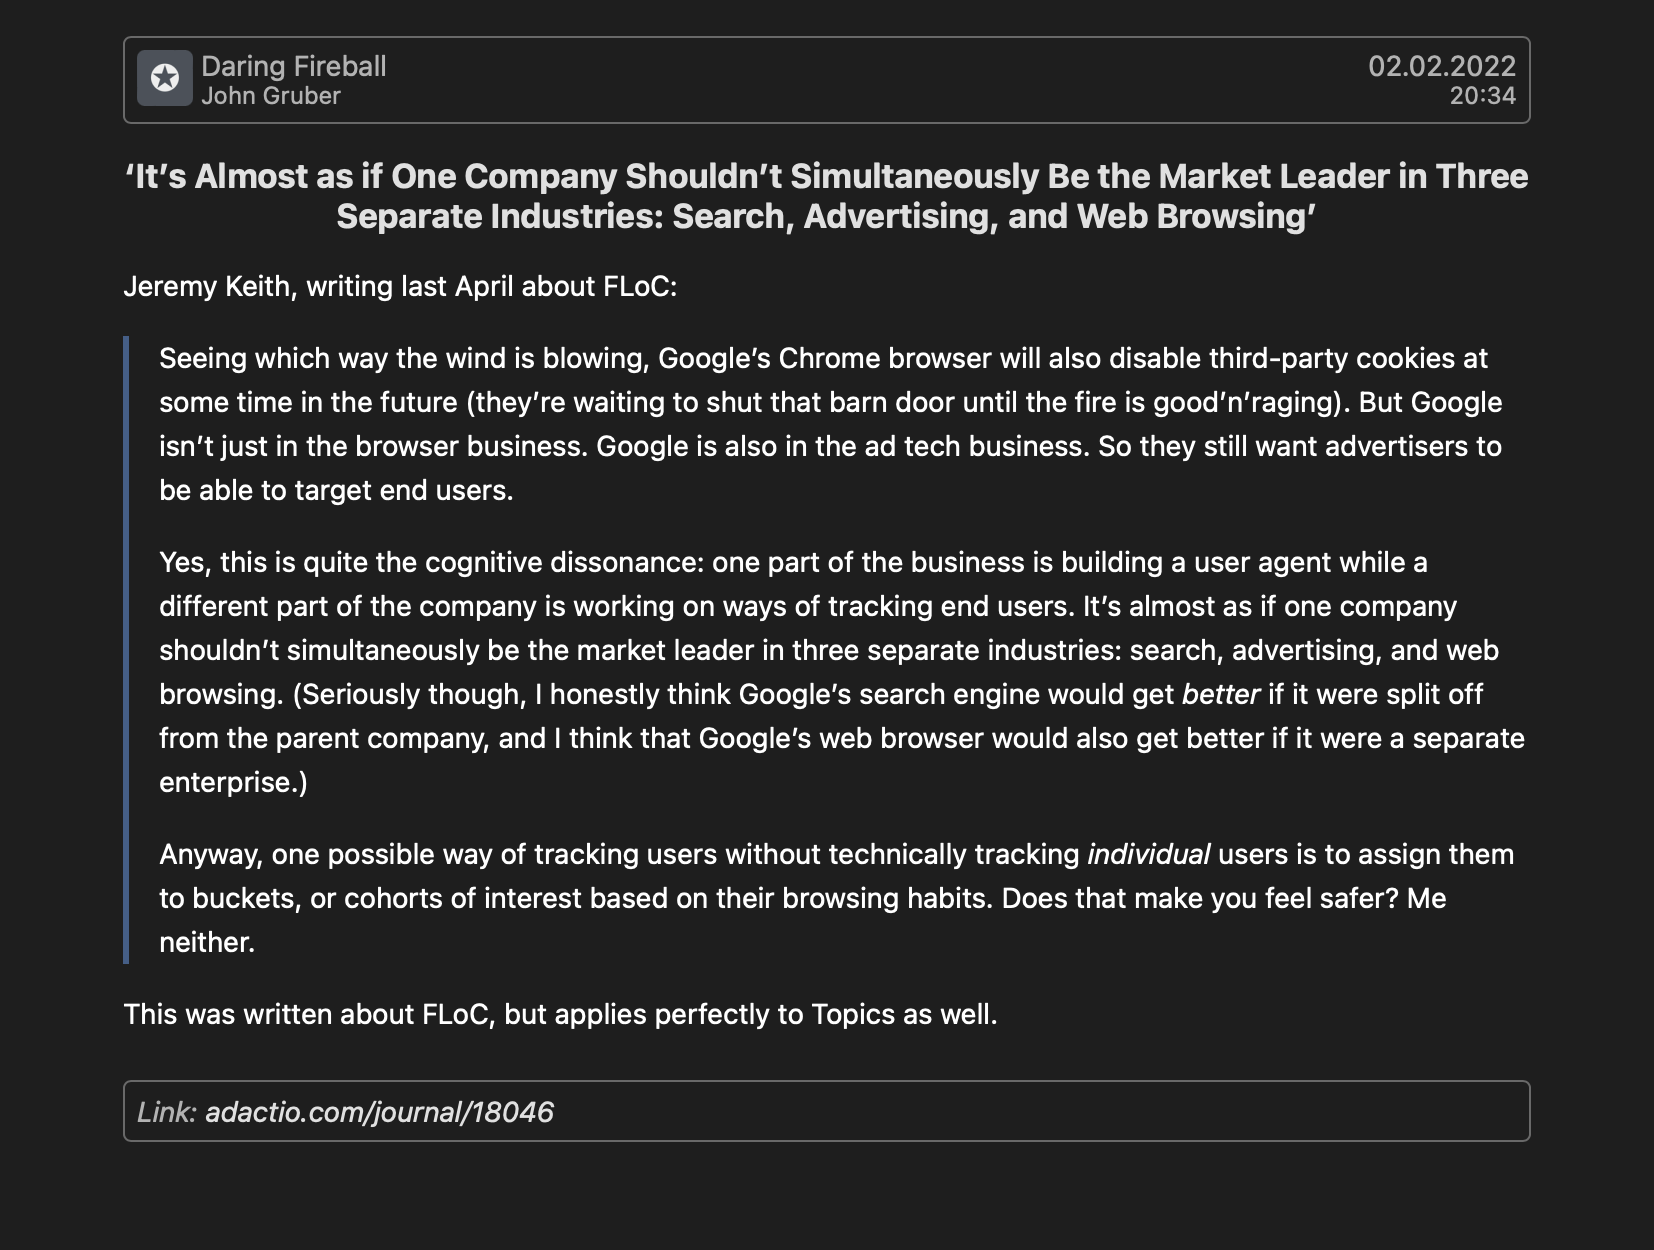 Daring Fireball
John Gruber
02.02.2022
20:34
‘It’s Almost as if One Company Shouldn’t Simultaneously Be the Market Leader in Three
Separate Industries: Search, Advertising, and Web Browsing’
Jeremy Keith, writing last April about FLoC:
Seeing which way the wind is blowing, Google’s Chrome browser will also disable third-party cookies at
some time in the future (they’re waiting to shut that barn door until the fire is good’n’raging). But Google
isn’t just in the browser business. Google is also in the ad tech business. So they still want advertisers to
be able to target end users.
Yes, this is quite the cognitive dissonance: one part of the business is building a user agent while a
different part of the company is working on ways of tracking end users. It’s almost as if one company
shouldn’t simultaneously be the market leader in three separate industries: search, advertising, and web
browsing. (Seriously though, I honestly think Google’s search engine would get better if it were split off
from the parent company, and I think that Google’s web browser would also get better if it were a separate
enterprise.)
Anyway, one possible way of tracking users without technically tracking individual users is to assign them
to buckets, or cohorts of interest based on their browsing habits. Does that make you feel safer? Me
neither.
This was written about FLoC, but applies perfectly to Topics as well.
Link: adactio.com/journal/18046